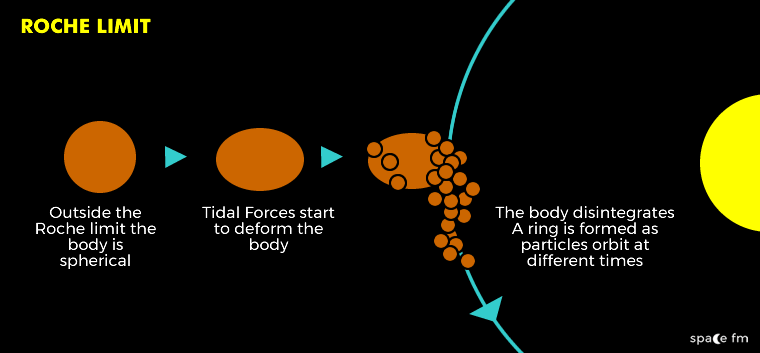 ROCHE LIMIT
Outside the
Roche limit the
body is
spherical
Tidal Forces start
to deform the
body
The body disintegrates
A ring is formed as
particles orbit at
different times
space fm